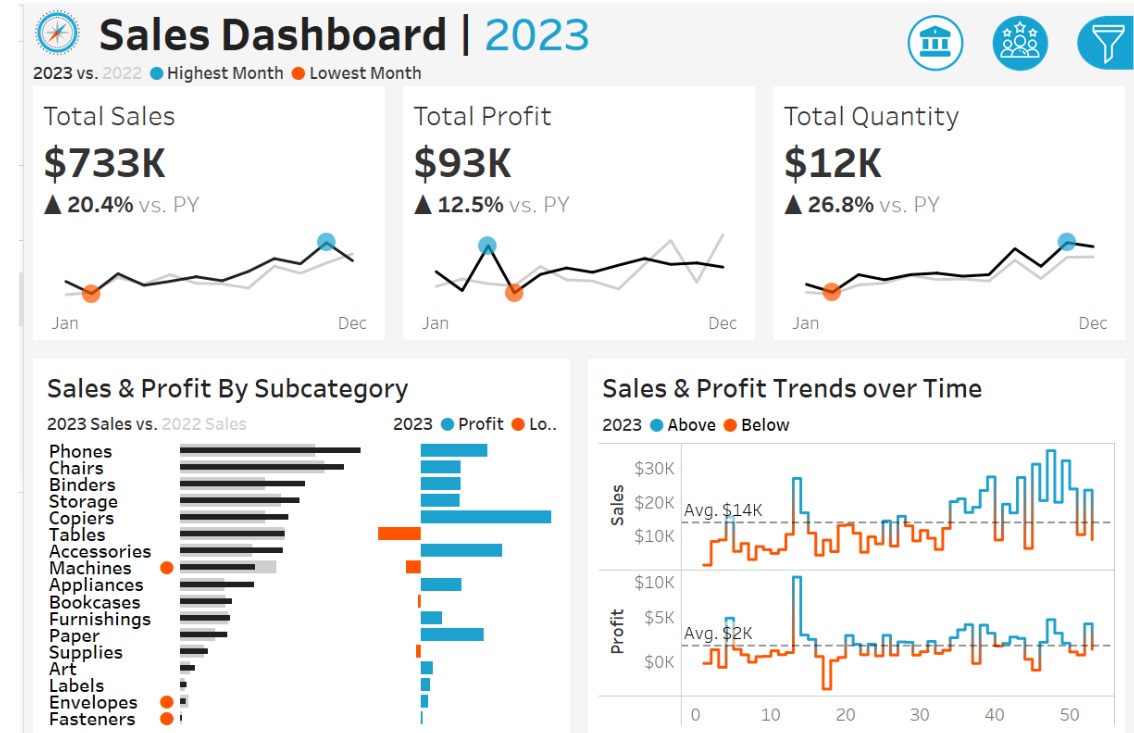 Sales Dashboard | 2023
2023 vs. 2022 Highest Month Lowest Month
Total Sales
$733K
▲ 20.4% vs. PY
Jan Dec
Total Profit
$93K
▲ 12.5% vs. PY
Jan Dec
Total Quantity
$12K
▲ 26.8% vs. PY
Jan Dec
Sales & Profit By Subcategory
2023 Sales vs. 2022 Sales 2023 Profit Lo..
Phones
Chairs
Binders
Storage
Copiers
Tables
Accessories
Machines
Appliances
Bookcases
Furnishings
Paper
Supplies
Art
Labels
Envelopes
Fasteners
Sales & Profit Trends over Time
2023 Above Below
Sales
$30K
$20K
$10K
Avg. $14K
Profit
$10K
$5K
$0K
Avg. $2K
0 10 20 30 40 50